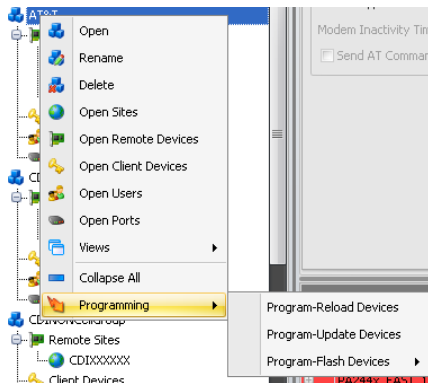 AT&T
Modem Inactivity Tim
Send AT Comman
Open
Rename
Delete
Open Sites
Open Remote Devices
Open Client Devices
Open Users
Open Ports
Views
Collapse All
Programming
Program-Reload Devices
Program-Update Devices
Program-Flash Devices
CDINONCellGroup
Remote Sites
CDIXXXXXX
Client Devices
PA244x EAST 1